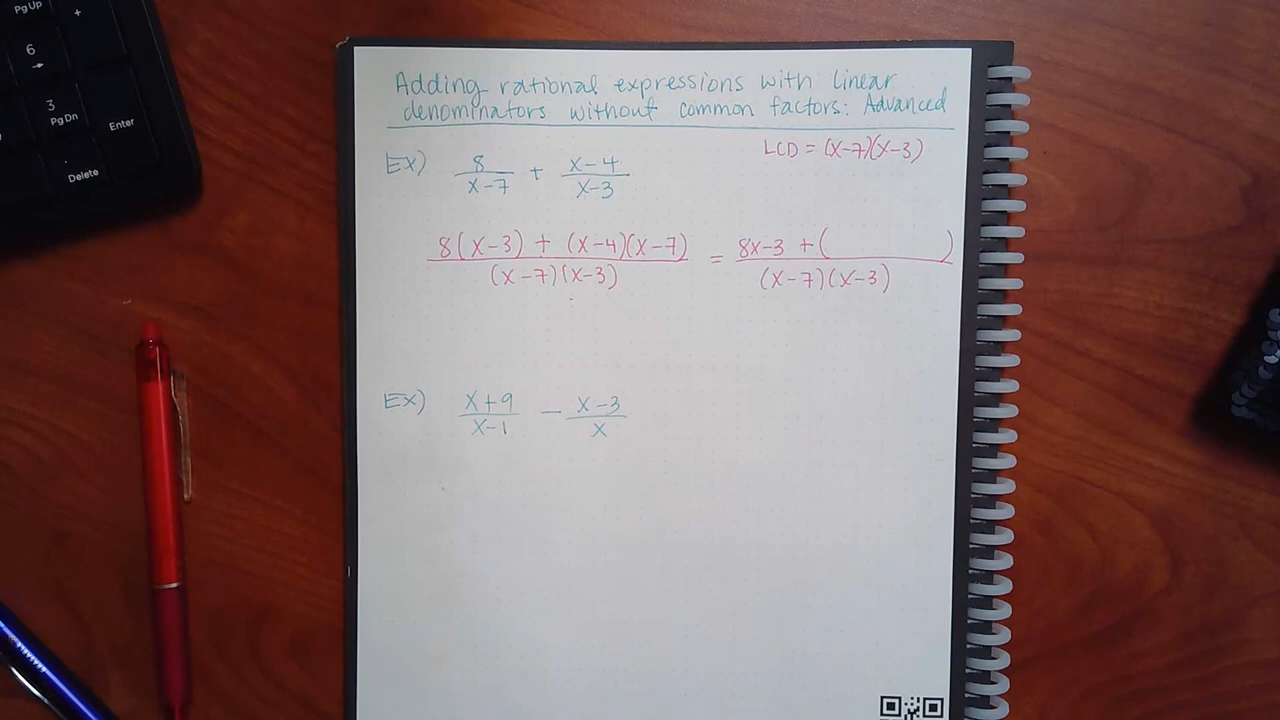 PgUp
+
6
→
3
PgDn
Enter
Delete
Adding rational expressions with linear
denominators without common factors: Advanced
LCD = (x-7)(x-3)
Ex) 8/(x-7) + (x-4)/(x-3)
(8(x-3) + (x-4)(x-7))/((x-7)(x-3)) = (8x-3 + ( ))/((x-7)(x-3))
Ex) (x+9)/(x-1) - (x-3)/x